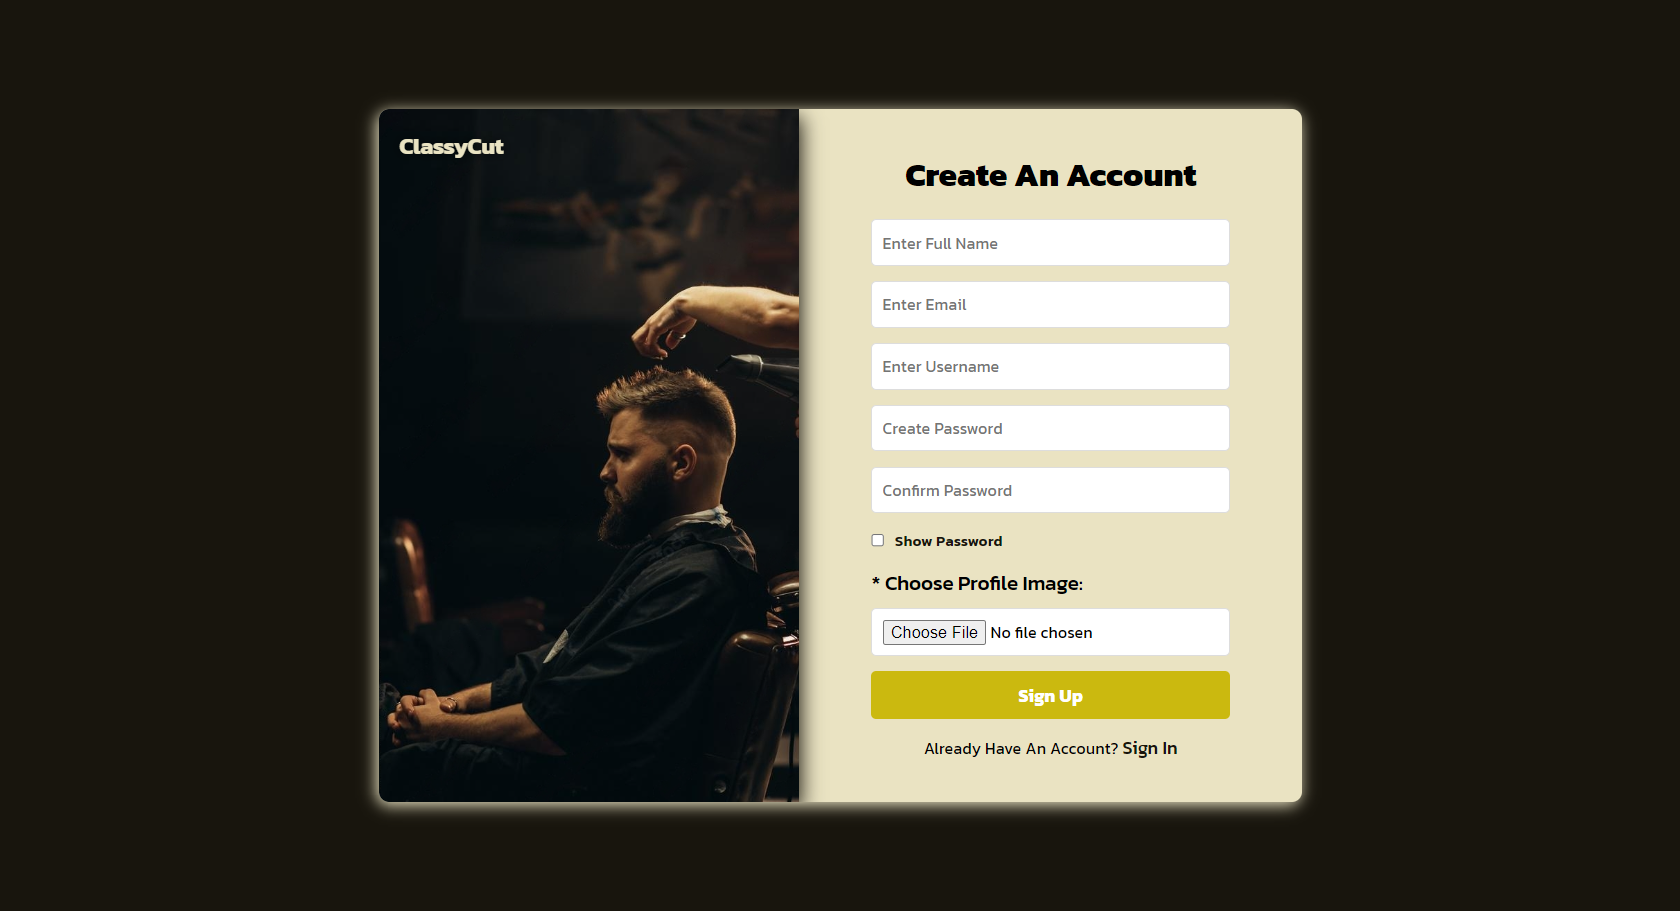 ClassyCut
Create An Account
Enter Full Name
Enter Email
Enter Username
Create Password
Confirm Password
Show Password
* Choose Profile Image:
Choose File No file chosen
Sign Up
Already Have An Account? Sign In